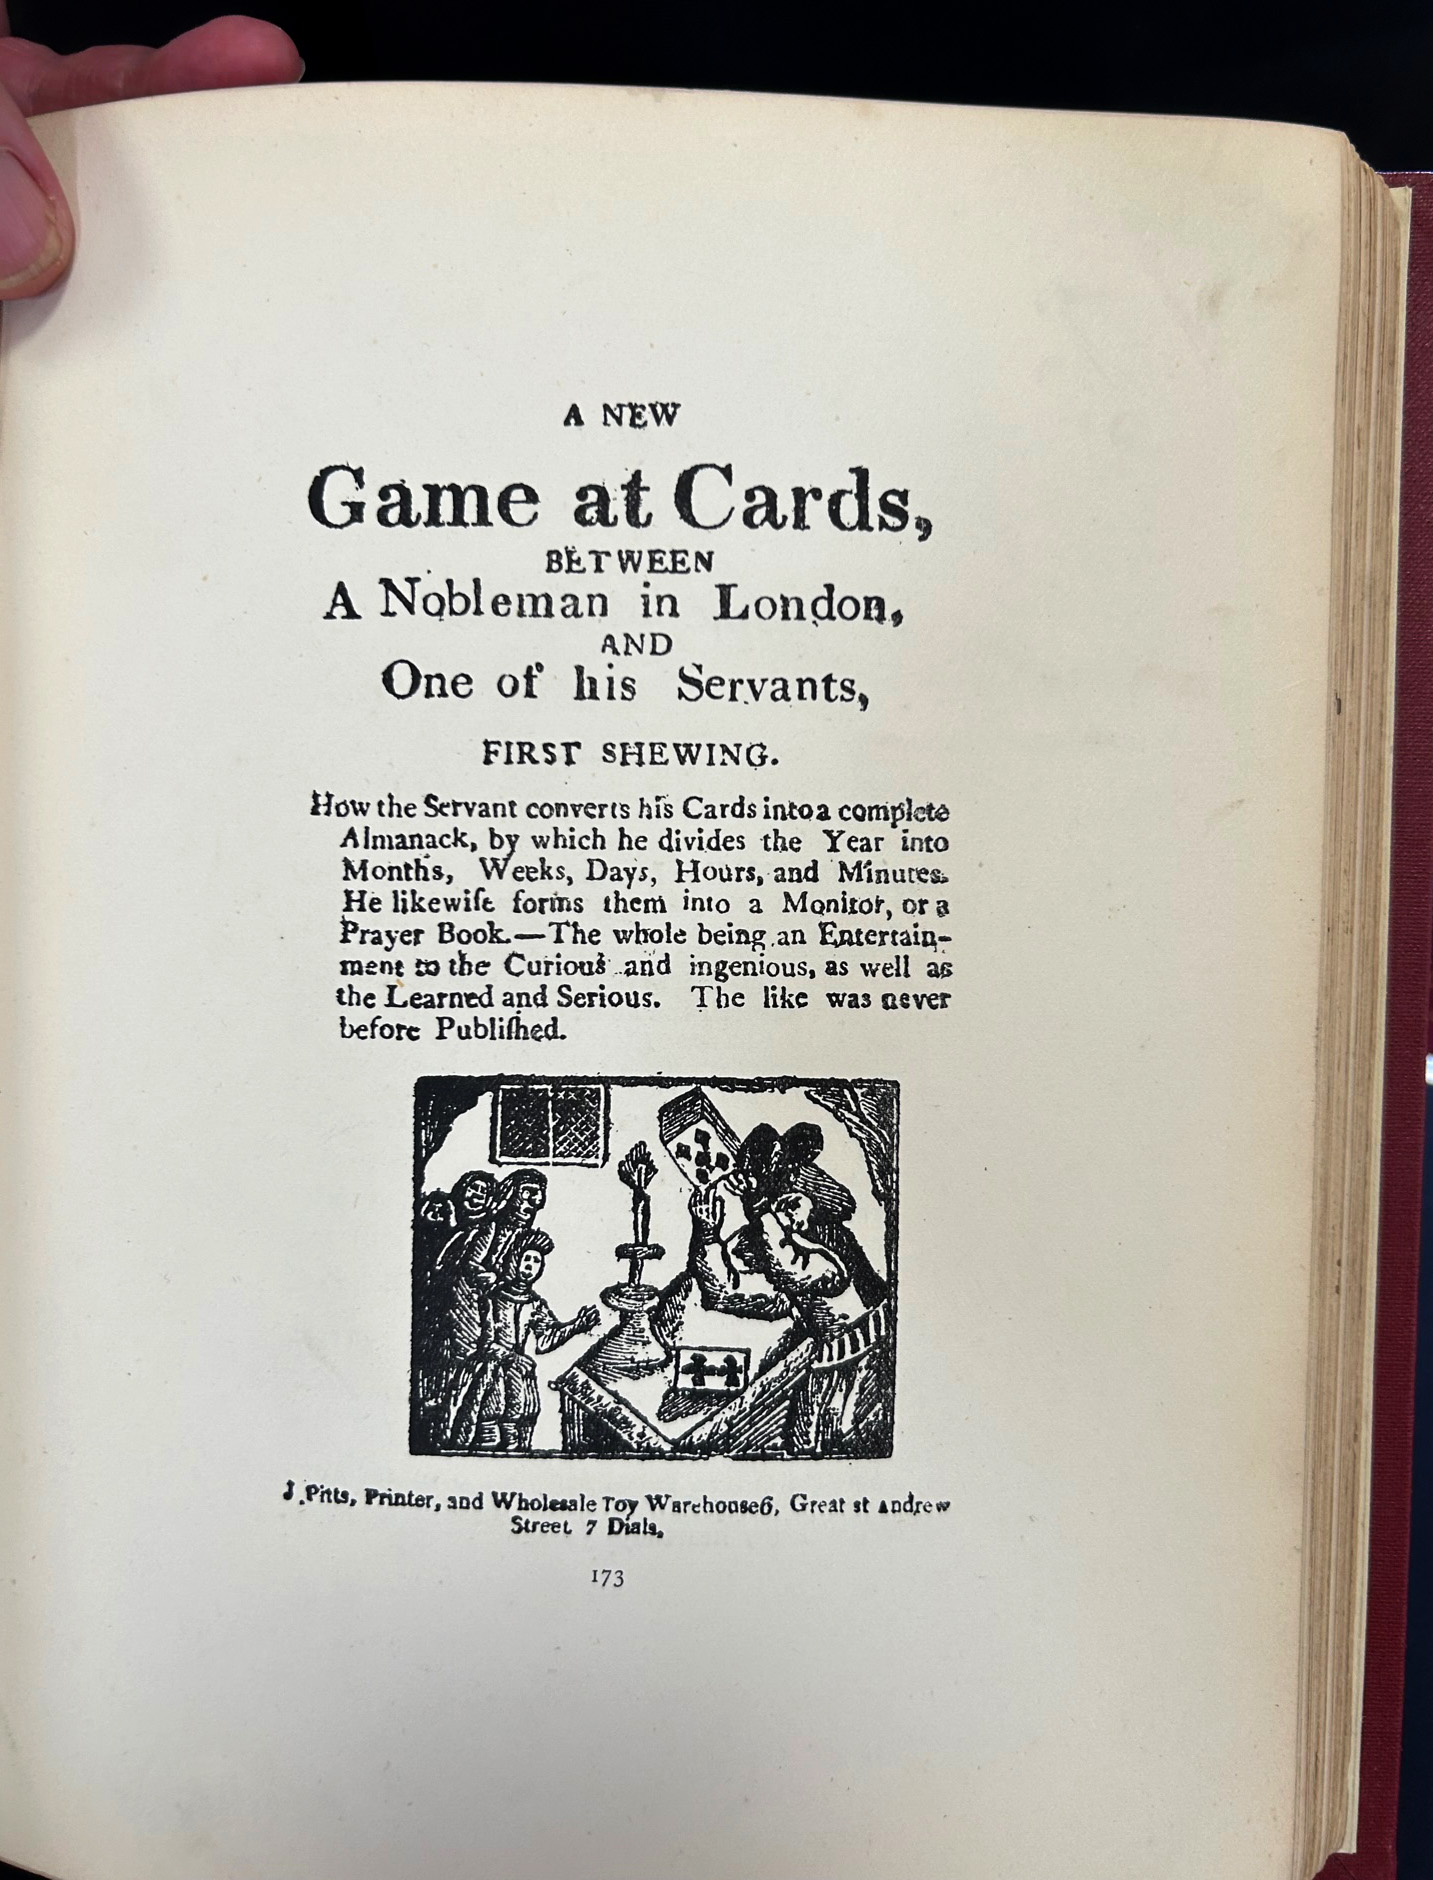 A NEW
Game at Cards,
BETWEEN
A Nobleman in London,
AND
One of his Servants,
FIRST SHEWING.
How the Servant converts his Cards into a complete
Almanack, by which he divides the Year into
Months, Weeks, Days, Hours, and Minutes.
He likewiſe forms them into a Monitor, or a
Prayer Book.—The whole being an Entertain-
ment to the Curious and ingenious, as well as
the Learned and Serious. The like was never
before Publiſhed.
J. Pitts, Printer, and Wholesale Toy Warehouse6, Great st andrew
Street 7 Dials,
173